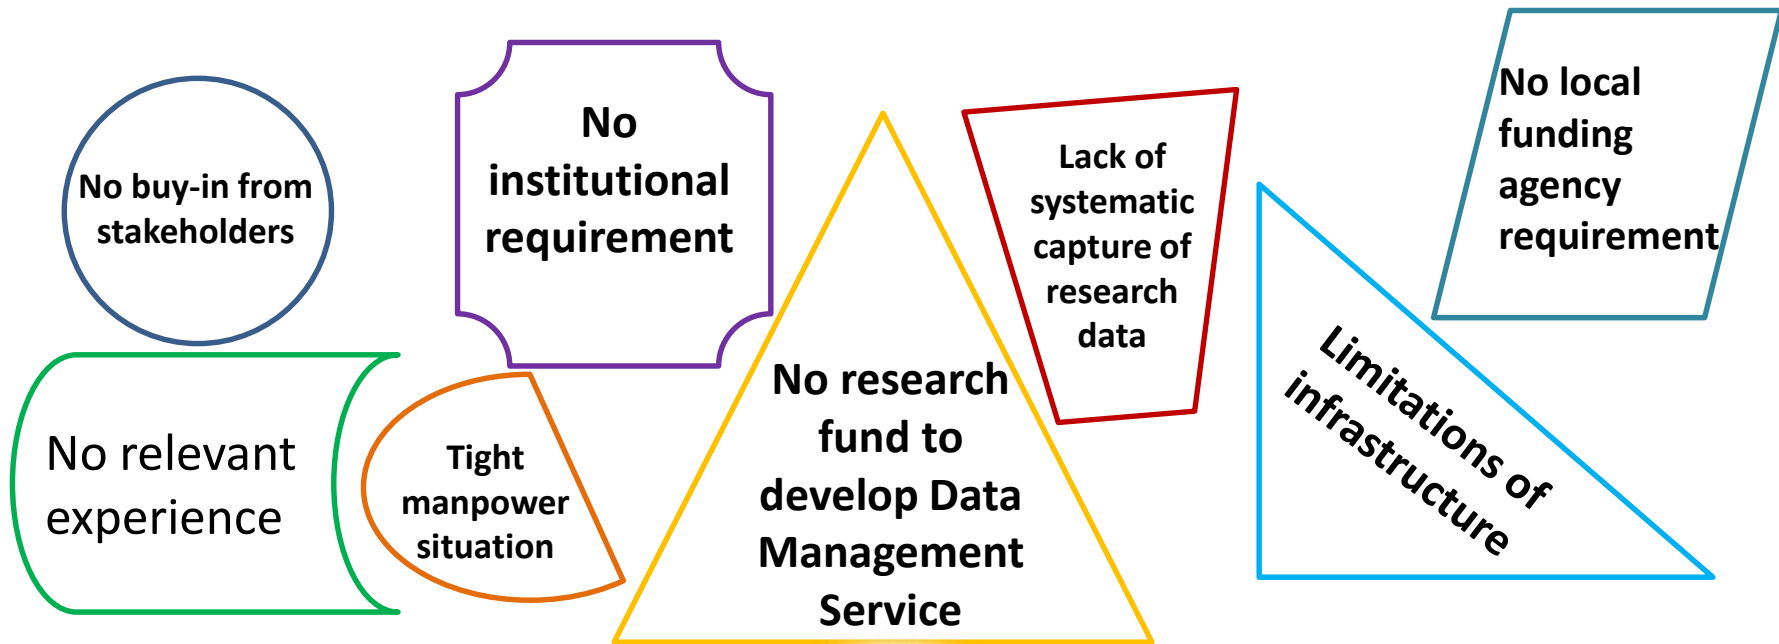 No buy-in from
stakeholders
No
institutional
requirement
Lack of
systematic
capture of
research
data
No local
funding
agency
requirement
No relevant
experience
Tight
manpower
situation
No research
fund to
develop Data
Management
Service
Limitations of
infrastructure